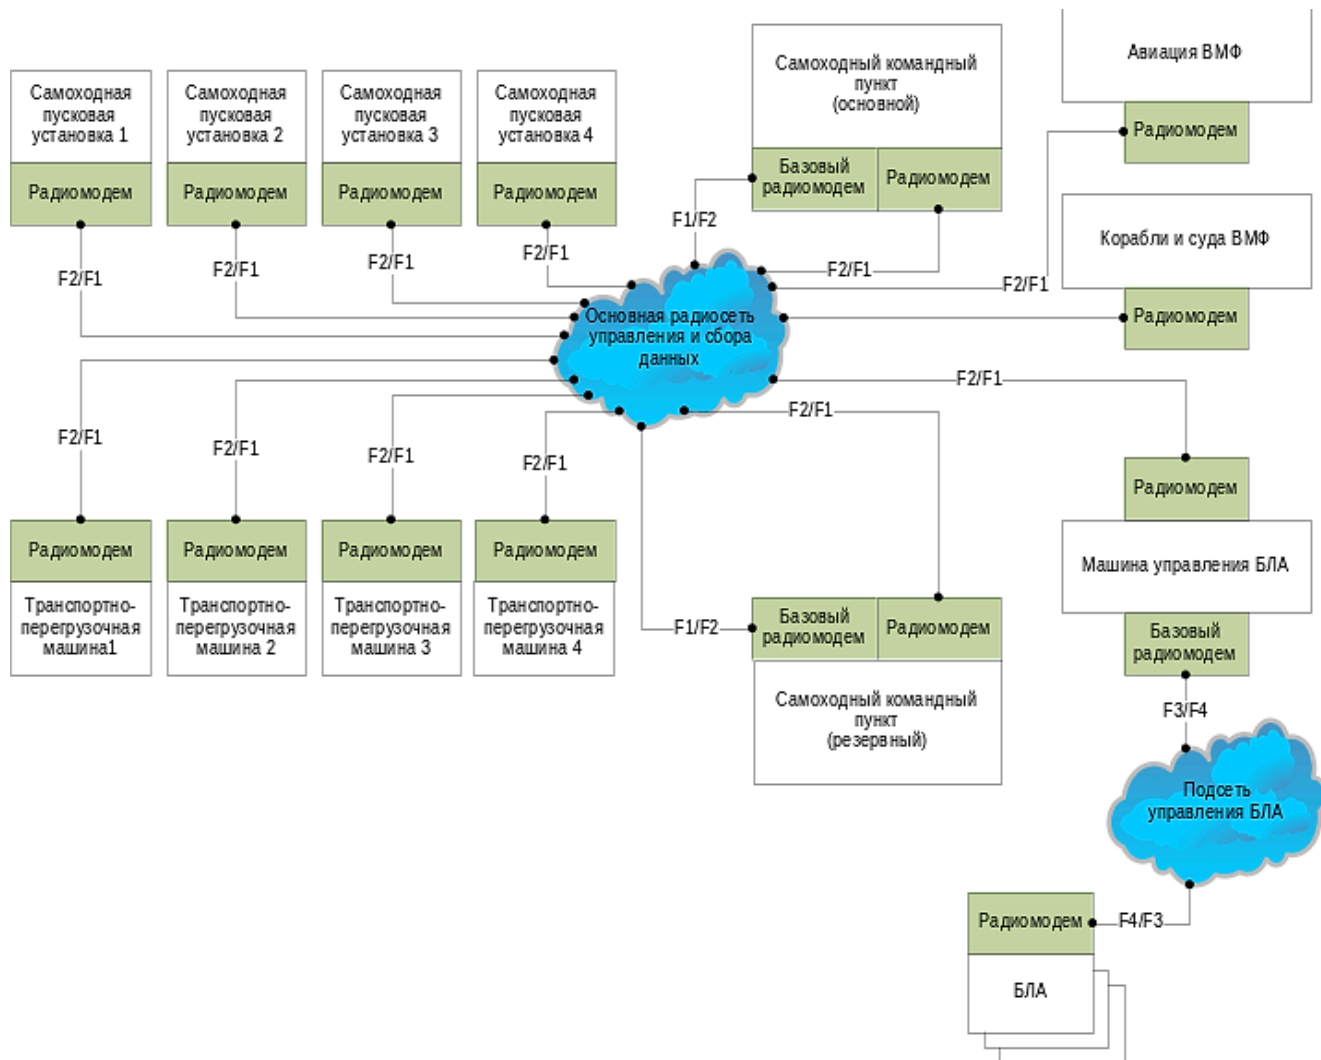 Самоходная
пусковая
установка 1
Радиомодем
Самоходная
пусковая
установка 2
Радиомодем
Самоходная
пусковая
установка 3
Радиомодем
Самоходная
пусковая
установка 4
Радиомодем
Самоходный командный
пункт
(основной)
Базовый
радиомодем
Радиомодем
Авиация ВМФ
Радиомодем
Корабли и суда ВМФ
Радиомодем
F2/F1
F2/F1
F2/F1
F2/F1
F1/F2
F2/F1
F2/F1
Основная радиосеть
управления и сбора
данных
F2/F1
F2/F1
F2/F1
F2/F1
F2/F1
F2/F1
F1/F2
Радиомодем
Транспортно-
перегрузочная
машина1
Радиомодем
Транспортно-
перегрузочная
машина 2
Радиомодем
Транспортно-
перегрузочная
машина 3
Радиомодем
Транспортно-
перегрузочная
машина 4
Базовый
радиомодем
Радиомодем
Самоходный командный
пункт
(резервный)
Радиомодем
Машина управления БЛА
Базовый
радиомодем
F3/F4
Подсеть
управления БЛА
F4/F3
Радиомодем
БЛА